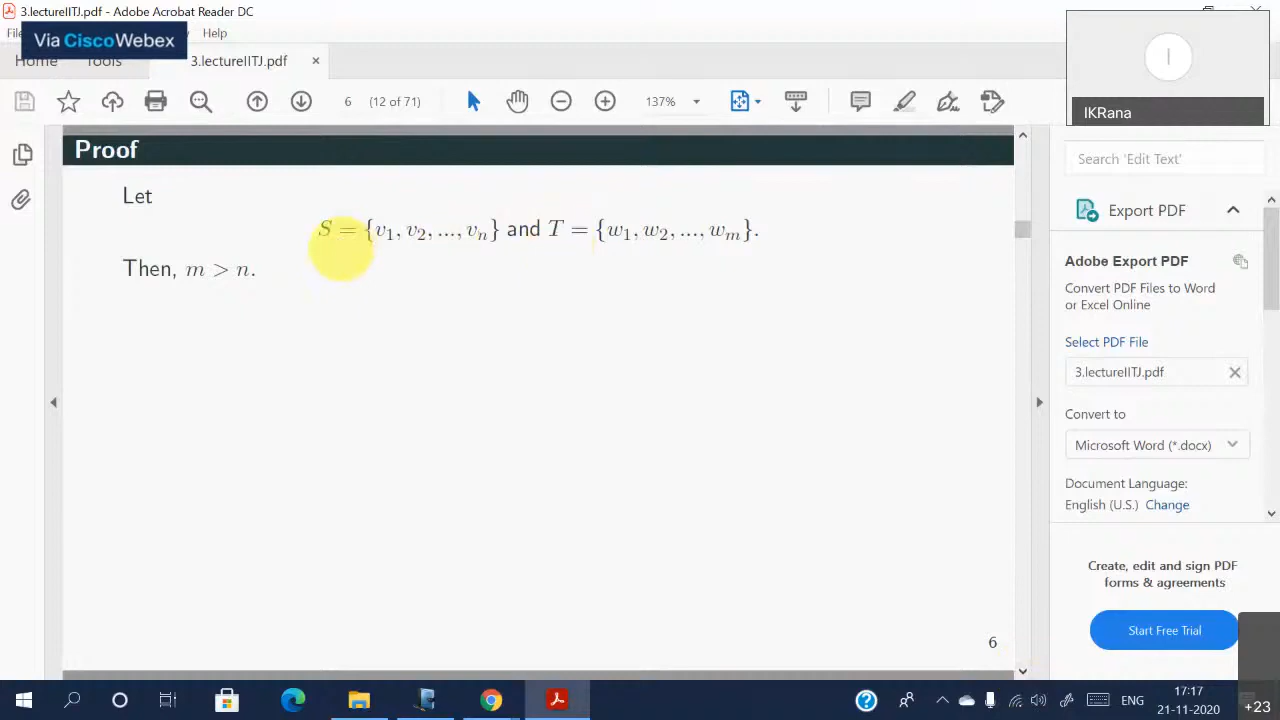 3.lectureIITJ.pdf - Adobe Acrobat Reader DC
Via Cisco Webex
Help
Home
Tools
3.lectureIITJ.pdf
×
6
(12 of 71)
137%
IKRana
I
Proof
Let
S = {v₁, v₂, ..., vₙ} and T = {w₁, w₂, ..., wₘ}.
Then, m > n.
6
Search 'Edit Text'
Export PDF
Adobe Export PDF
Convert PDF Files to Word
or Excel Online
Select PDF File
3.lectureIITJ.pdf
Convert to
Microsoft Word (*.docx)
Document Language:
English (U.S.) Change
Create, edit and sign PDF
forms & agreements
Start Free Trial
ENG
17:17
21-11-2020
+23